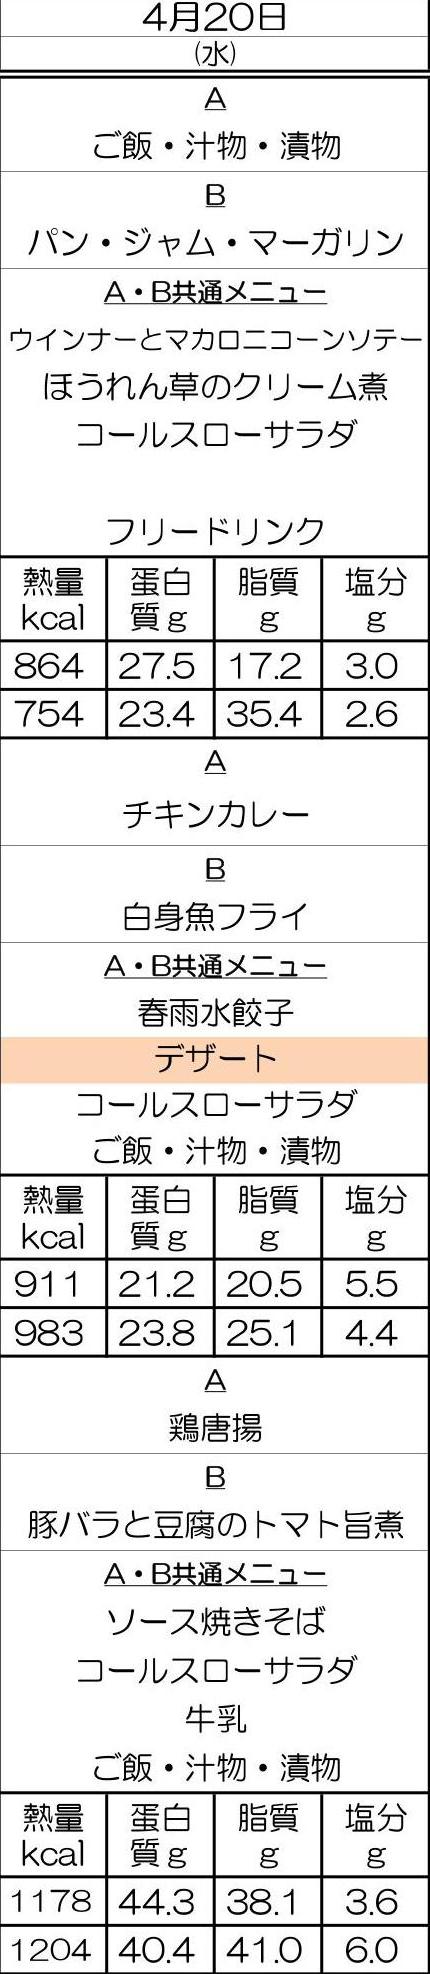 4月20日
(水)
A
ご飯・汁物・漬物
B
パン・ジャム・マーガリン
A・B共通メニュー
ウインナーとマカロニコーンソテー
ほうれん草のクリーム煮
コールスローサラダ
フリードリンク
熱量 蛋白 脂質 塩分
kcal 質g g g
864 27.5 17.2 3.0
754 23.4 35.4 2.6
A
チキンカレー
B
白身魚フライ
A・B共通メニュー
春雨水餃子
デザート
コールスローサラダ
ご飯・汁物・漬物
熱量 蛋白 脂質 塩分
kcal 質g g g
911 21.2 20.5 5.5
983 23.8 25.1 4.4
A
鶏唐揚
B
豚バラと豆腐のトマト旨煮
A・B共通メニュー
ソース焼きそば
コールスローサラダ
牛乳
ご飯・汁物・漬物
熱量 蛋白 脂質 塩分
kcal 質g g g
1178 44.3 38.1 3.6
1204 40.4 41.0 6.0